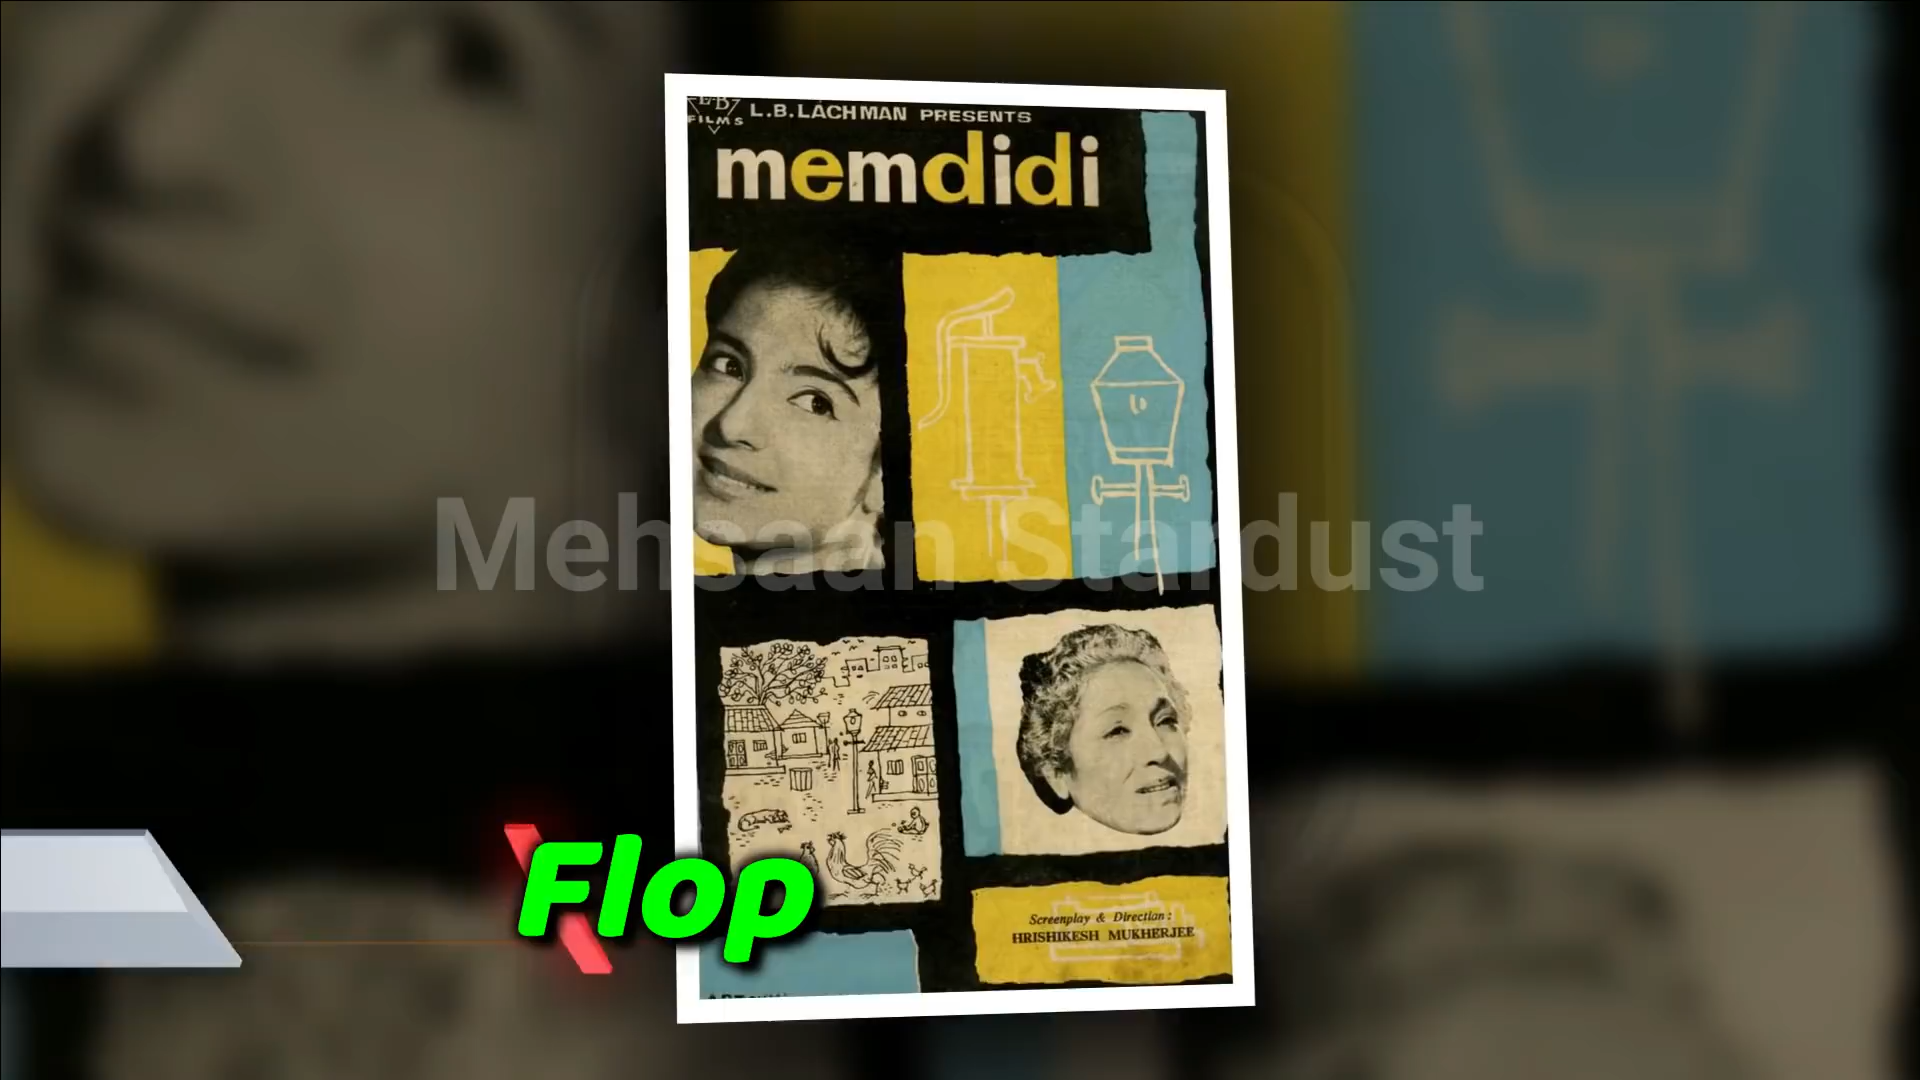 L.B. LACHMAN PRESENTS
FILMS
memdidi
Mehsaan Stardust
Flop
Screenplay & Direction :
HRISHIKESH MUKHERJEE